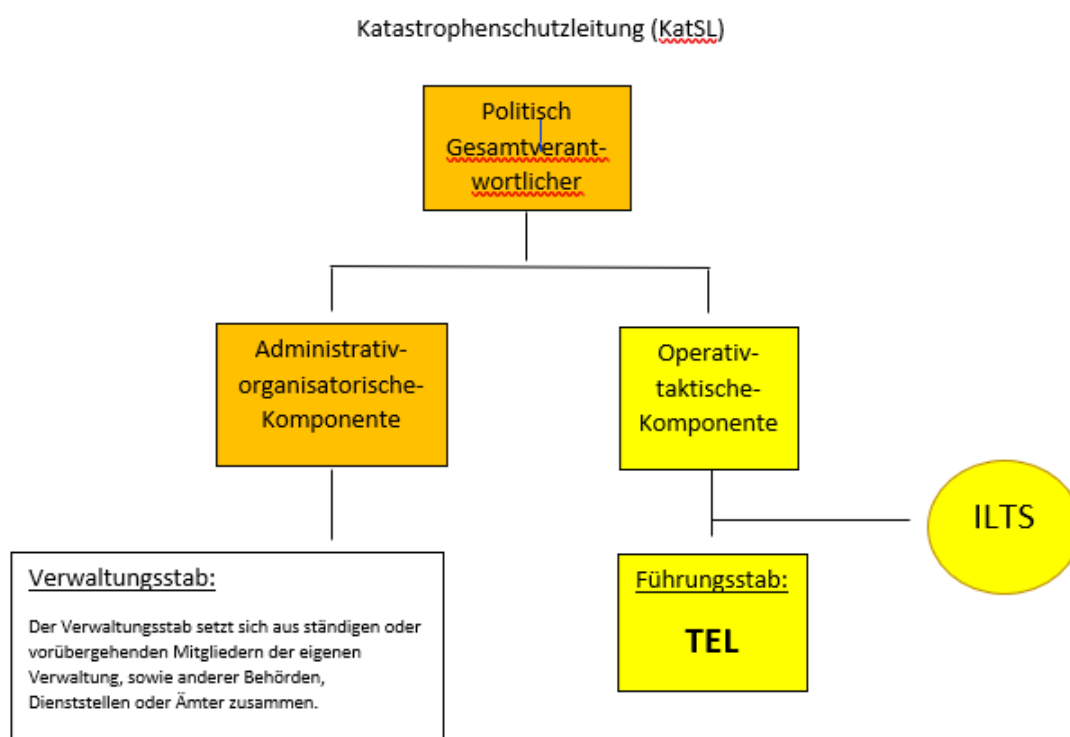 Katastrophenschutzleitung (KatSL)
Politisch
Gesamtverant-
wortlicher
Administrativ-
organisatorische-
Komponente
Operativ-
taktische-
Komponente
ILTS
Verwaltungsstab:
Der Verwaltungsstab setzt sich aus ständigen oder
vorübergehenden Mitgliedern der eigenen
Verwaltung, sowie anderer Behörden,
Dienststellen oder Ämter zusammen.
Führungsstab:
TEL